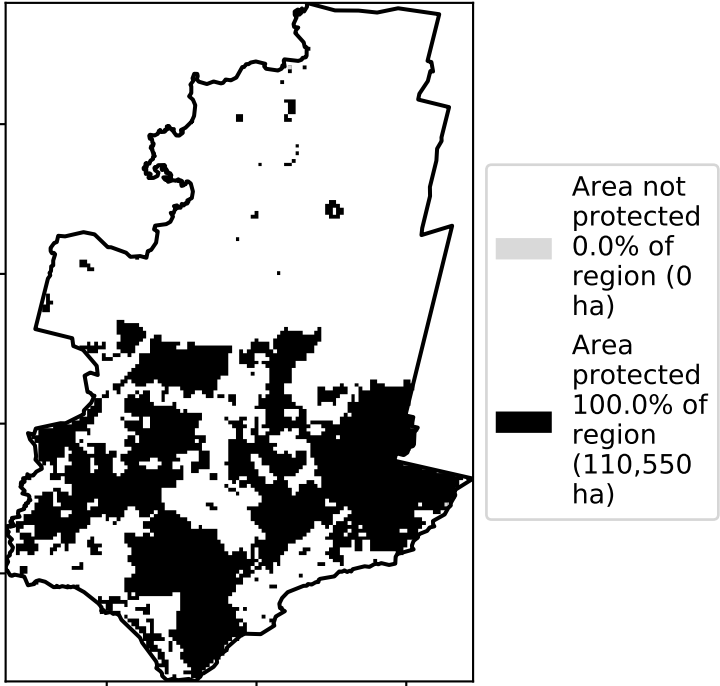 Area not
protected
0.0% of
region (0
ha)
Area
protected
100.0% of
region
(110,550
ha)